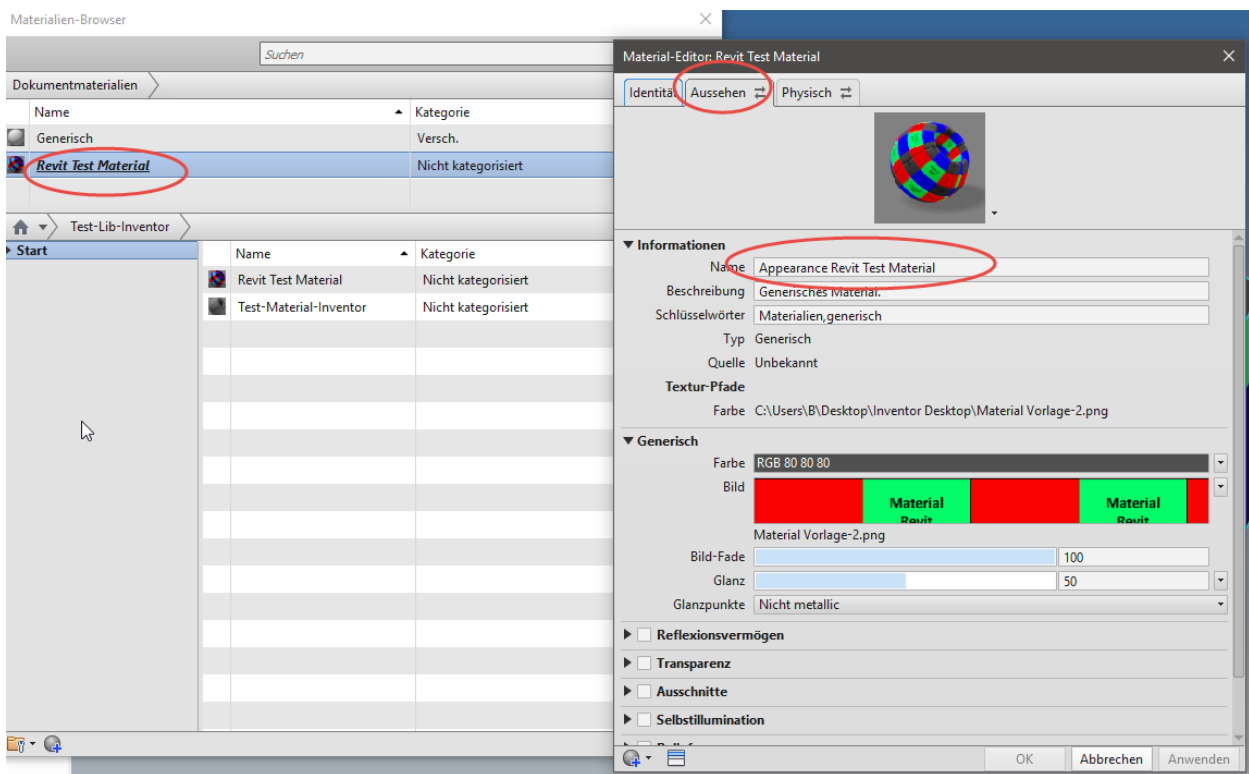 Materialien-Browser
Suchen
Dokumentmaterialien
Name Kategorie
Generisch Versch.
Revit Test Material Nicht kategorisiert
Test-Lib-Inventor
Start
Name Kategorie
Revit Test Material Nicht kategorisiert
Test-Material-Inventor Nicht kategorisiert
Material-Editor: Revit Test Material
Identität Aussehen Physisch
Informationen
Name Appearance Revit Test Material
Beschreibung Generisches Material.
Schlüsselwörter Materialien,generisch
Typ Generisch
Quelle Unbekannt
Textur-Pfade
Farbe C:\Users\B\Desktop\Inventor Desktop\Material Vorlage-2.png
Generisch
Farbe RGB 80 80 80
Bild
Material Material
Revit Revit
Material Vorlage-2.png
Bild-Fade 100
Glanz 50
Glanzpunkte Nicht metallic
Reflexionsvermögen
Transparenz
Ausschnitte
Selbstillumination
OK Abbrechen Anwenden